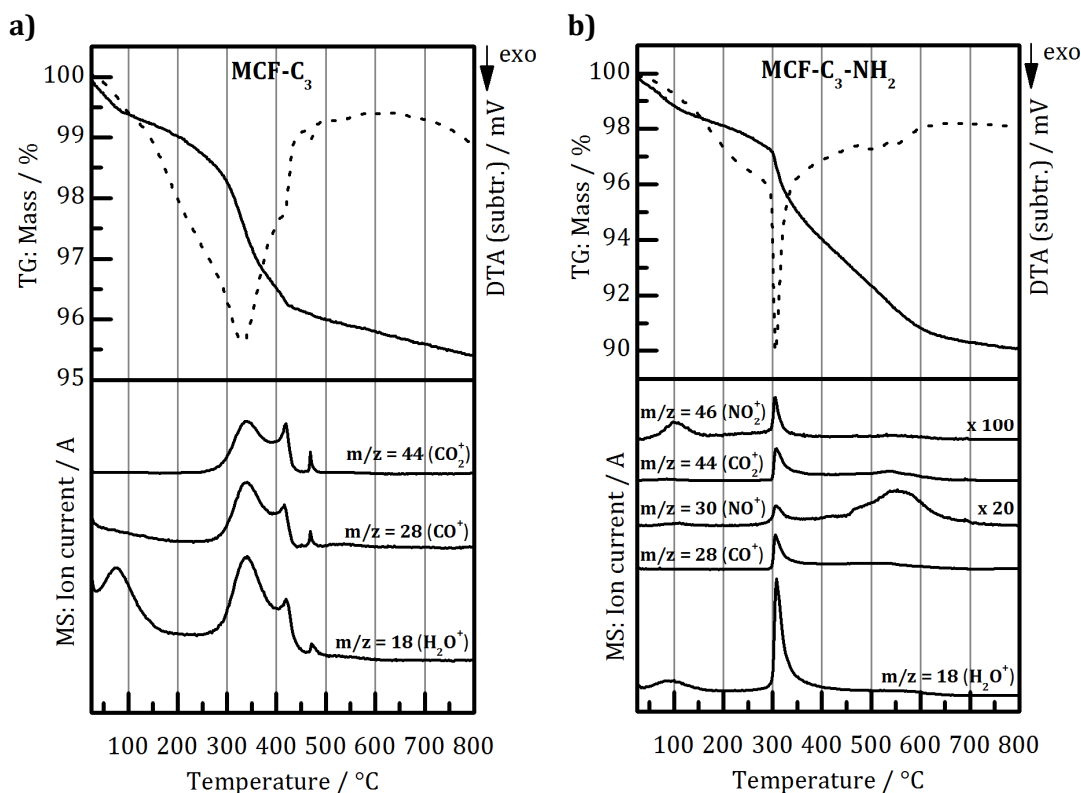 a)
MCF-C₃
exo
TG: Mass / %
100
99
98
97
96
95
DTA (subtr.) / mV
MS: Ion current / A
m/z = 44 (CO₂⁺)
m/z = 28 (CO⁺)
m/z = 18 (H₂O⁺)
100 200 300 400 500 600 700 800
Temperature / °C
b)
MCF-C₃-NH₂
exo
TG: Mass / %
100
98
96
94
92
90
DTA (subtr.) / mV
MS: Ion current / A
m/z = 46 (NO₂⁺)
x 100
m/z = 44 (CO₂⁺)
m/z = 30 (NO⁺)
x 20
m/z = 28 (CO⁺)
m/z = 18 (H₂O⁺)
100 200 300 400 500 600 700 800
Temperature / °C